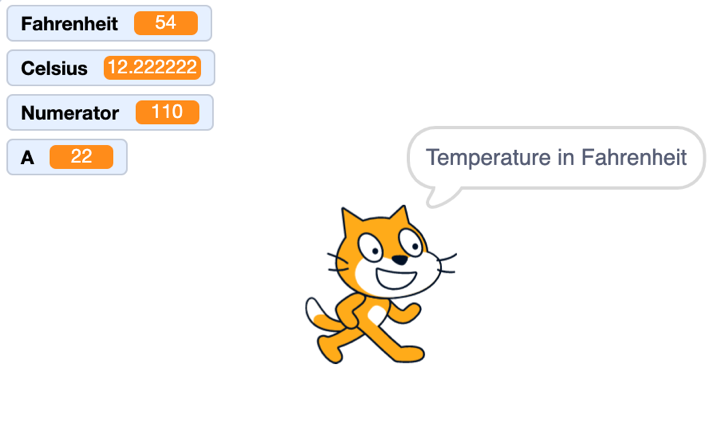 Fahrenheit 54
Celsius 12.222222
Numerator 110
A 22
Temperature in Fahrenheit